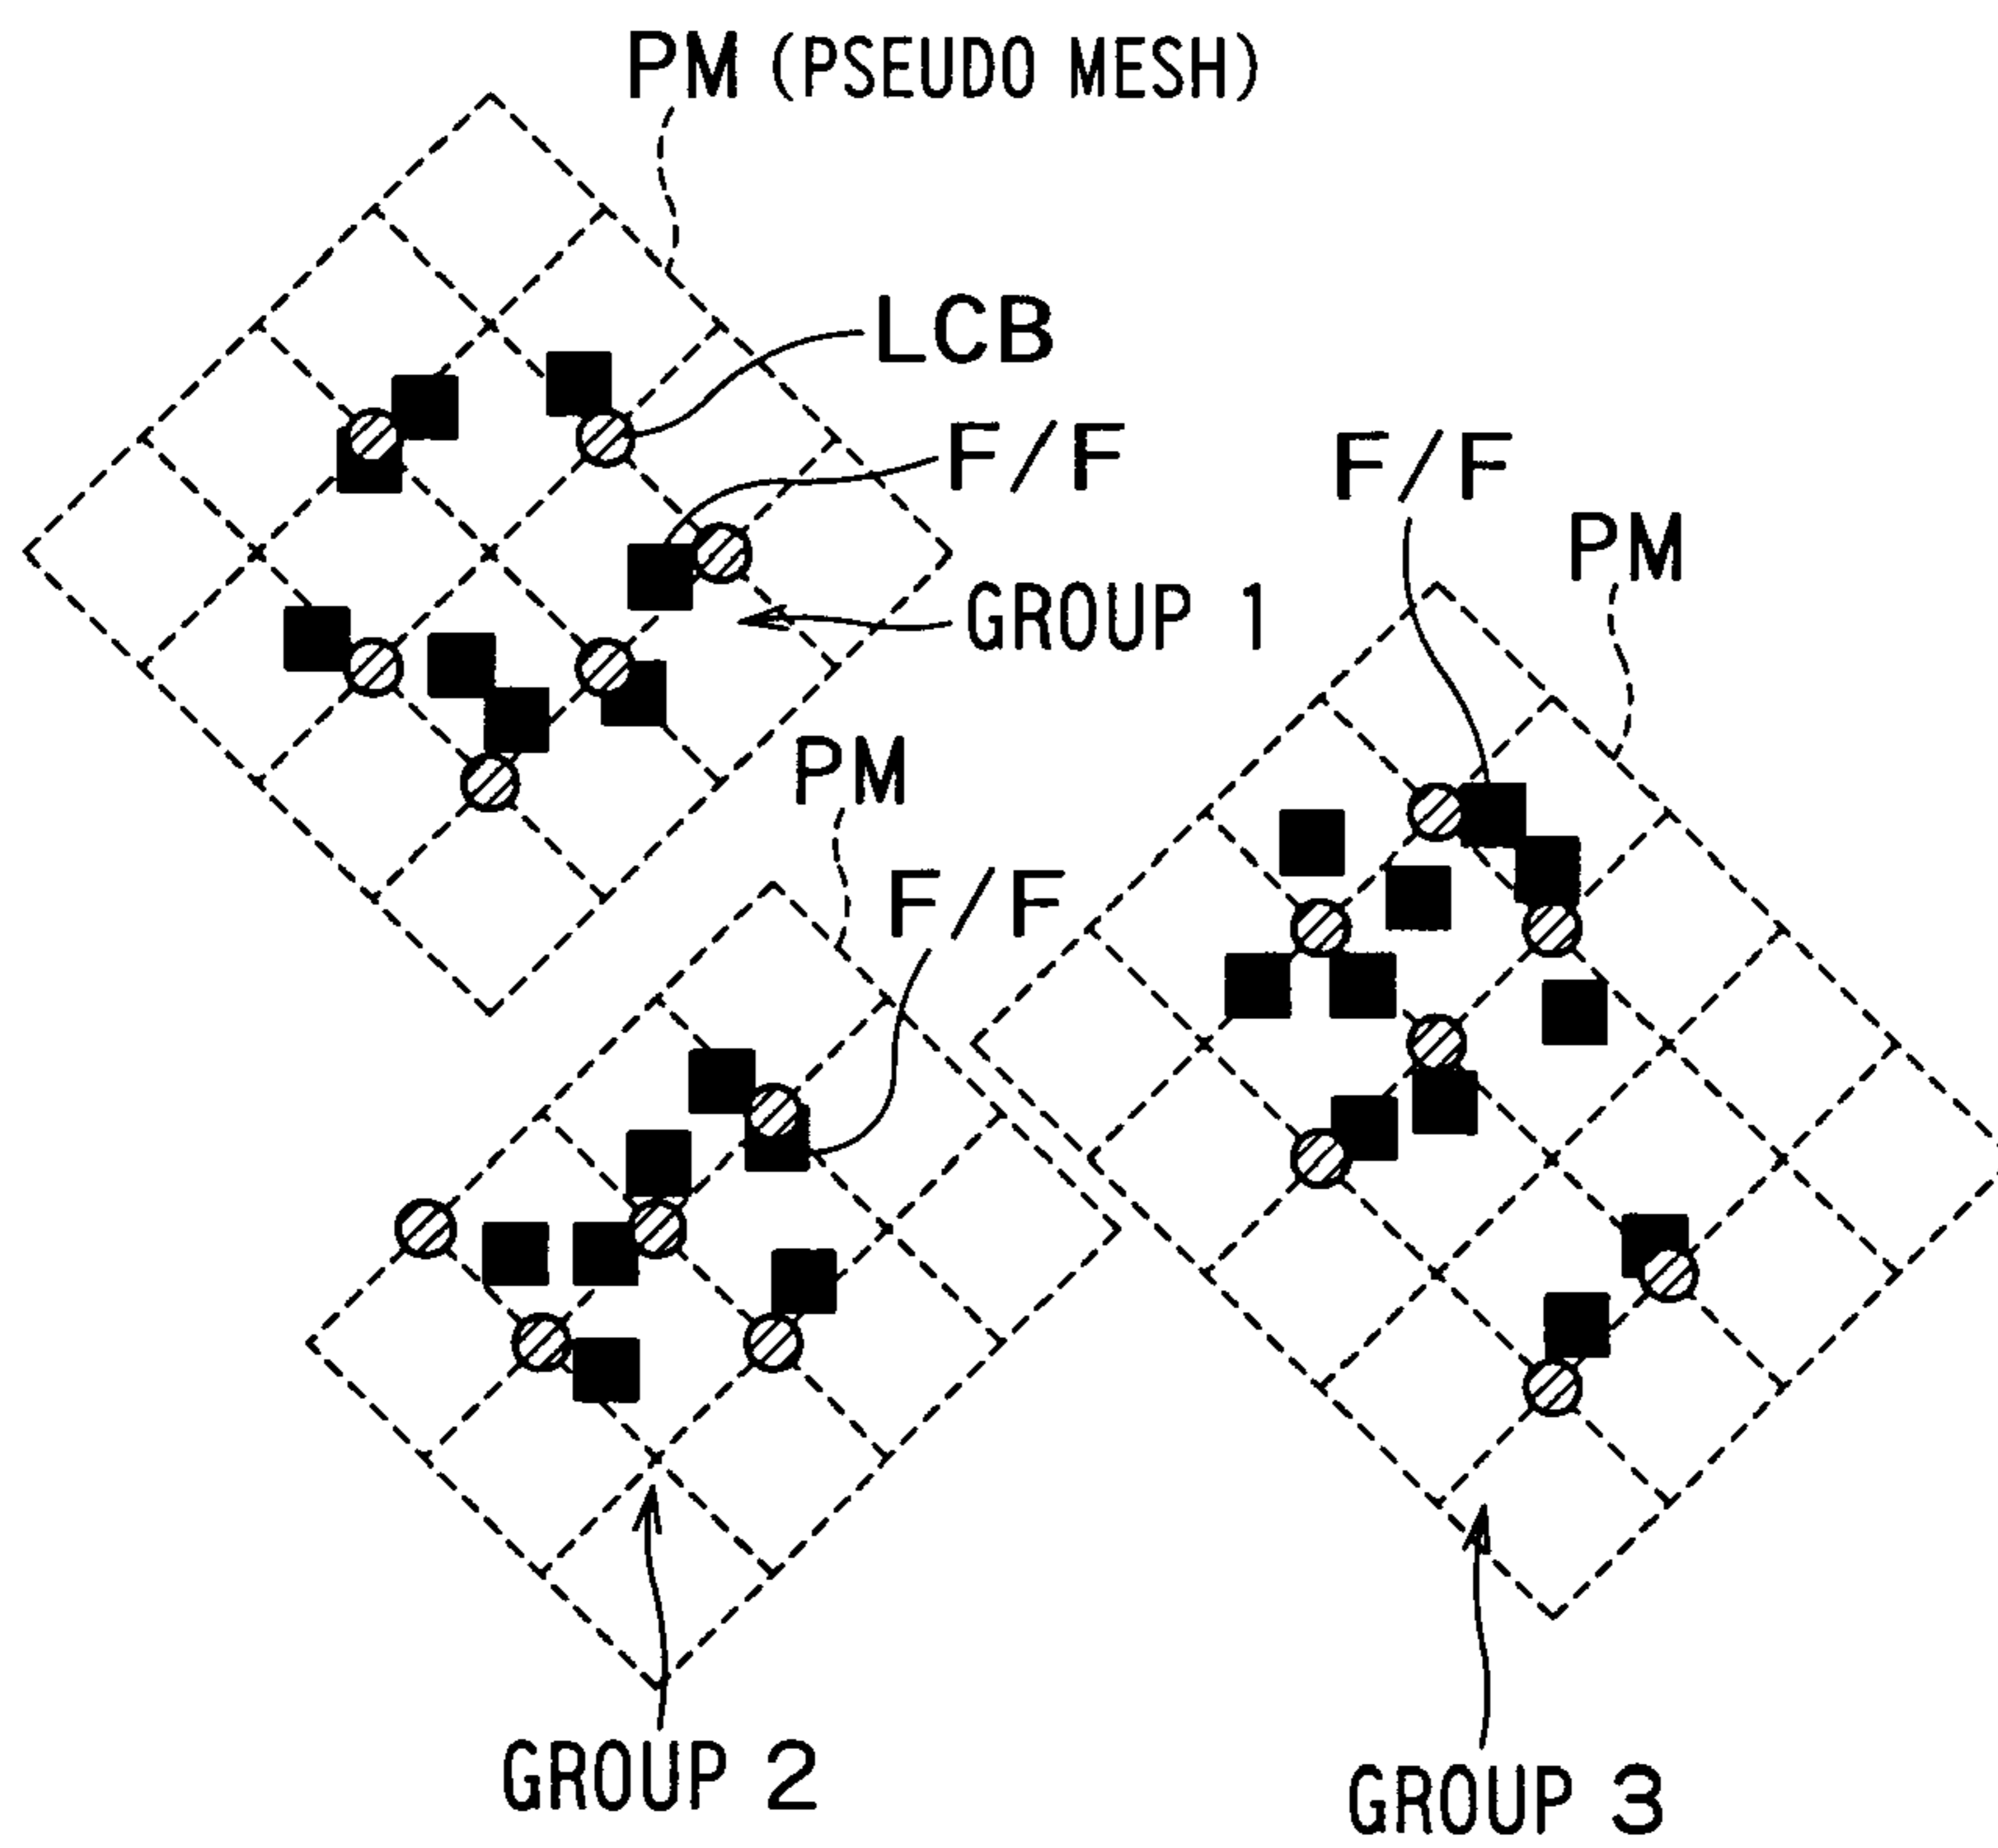 PM (PSEUDO MESH)
LCB
F/F
F/F
PM
GROUP 1
PM
F/F
GROUP 2
GROUP 3